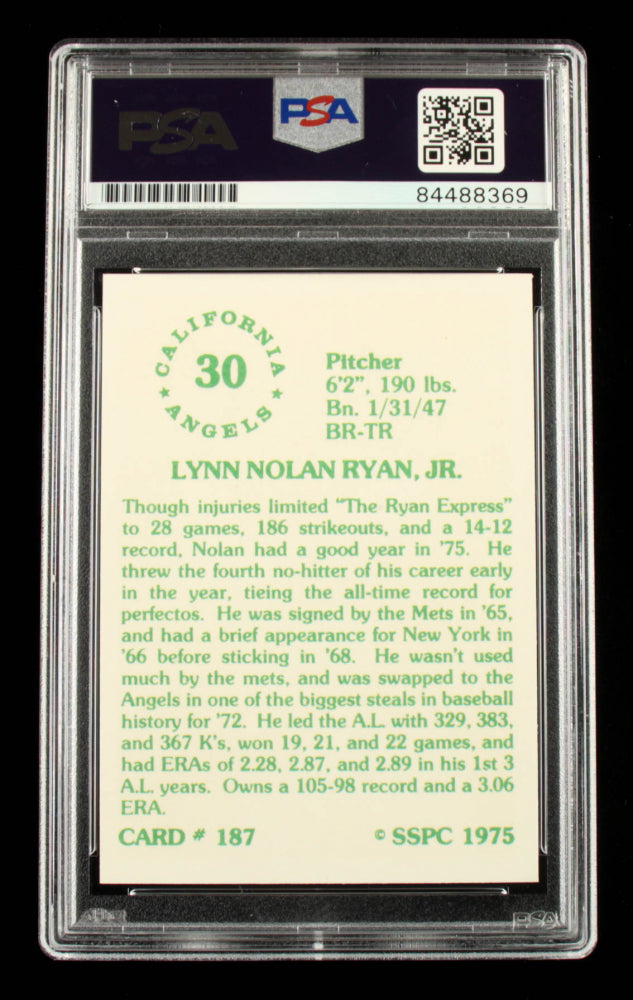 PSA
PSA
84488369
CALIFORNIA
30
★ ANGELS ★
Pitcher
6'2", 190 lbs.
Bn. 1/31/47
BR-TR
LYNN NOLAN RYAN, JR.
Though injuries limited "The Ryan Express"
to 28 games, 186 strikeouts, and a 14-12
record, Nolan had a good year in '75. He
threw the fourth no-hitter of his career early
in the year, tieing the all-time record for
perfectos. He was signed by the Mets in '65,
and had a brief appearance for New York in
'66 before sticking in '68. He wasn't used
much by the mets, and was swapped to the
Angels in one of the biggest steals in baseball
history for '72. He led the A.L. with 329, 383,
and 367 K's, won 19, 21, and 22 games, and
had ERAs of 2.28, 2.87, and 2.89 in his 1st 3
A.L. years. Owns a 105-98 record and a 3.06
ERA.
CARD # 187 © SSPC 1975
PSA